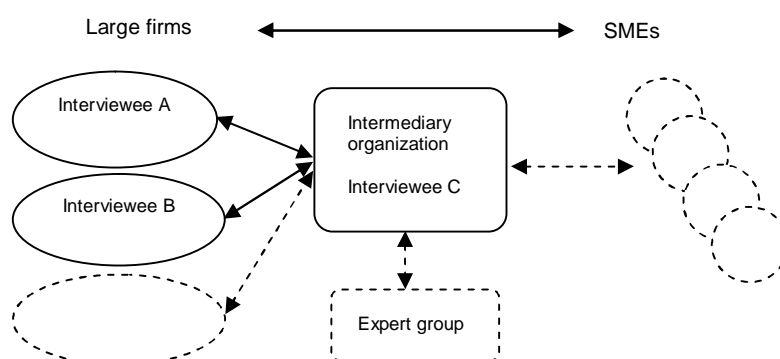 Large firms
SMEs
Interviewee A
Intermediary
organization
Interviewee B
Interviewee C
Expert group